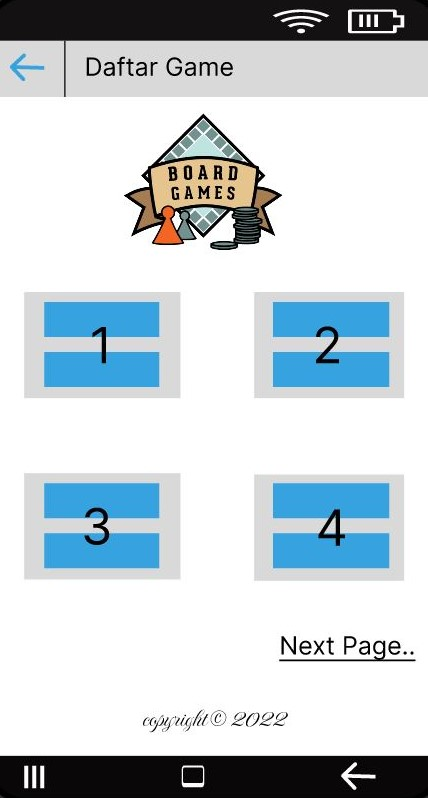 Daftar Game
BOARD
GAMES
1
2
3
4
Next Page..
copyright© 2022